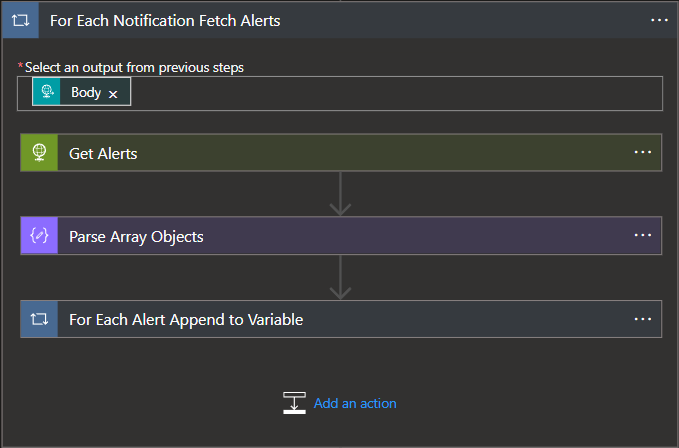 For Each Notification Fetch Alerts
*Select an output from previous steps
Body ×
Get Alerts
Parse Array Objects
For Each Alert Append to Variable
Add an action